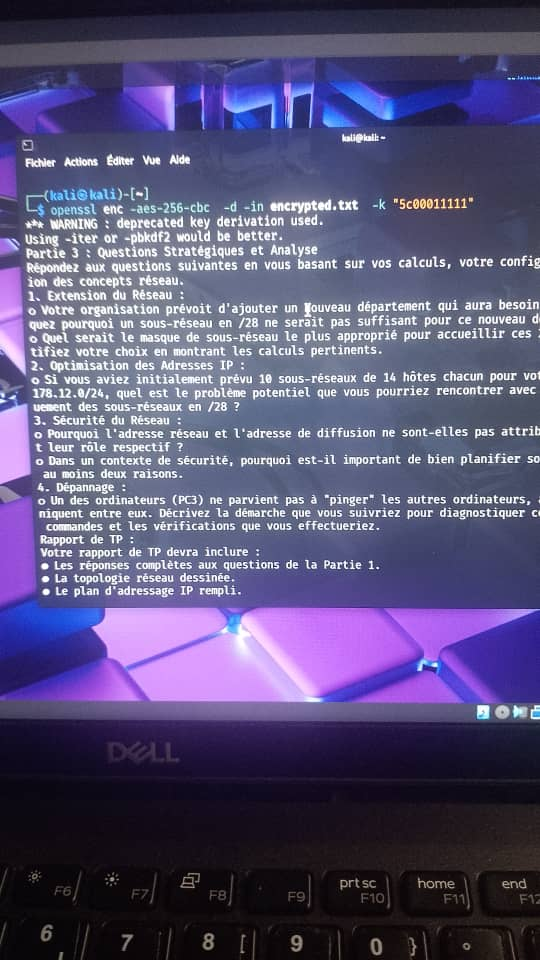 kali@kali: ~
Fichier Actions Éditer Vue Aide
┌──(kali㉿kali)-[~]
└─$ openssl enc -aes-256-cbc -d -in encrypted.txt -k "5c00011111"
*** WARNING : deprecated key derivation used.
Using -iter or -pbkdf2 would be better.
Partie 3 : Questions Stratégiques et Analyse
Répondez aux questions suivantes en vous basant sur vos calculs, votre config
ion des concepts réseau.
1. Extension du Réseau :
o Votre organisation prévoit d'ajouter un nouveau département qui aura besoin
quez pourquoi un sous-réseau en /28 ne serait pas suffisant pour ce nouveau d
o Quel serait le masque de sous-réseau le plus approprié pour accueillir ces
tifiez votre choix en montrant les calculs pertinents.
2. Optimisation des Adresses IP :
o Si vous aviez initialement prévu 10 sous-réseaux de 14 hôtes chacun pour vot
178.12.0/24, quel est le problème potentiel que vous pourriez rencontrer avec
uement des sous-réseaux en /28 ?
3. Sécurité du Réseau :
o Pourquoi l'adresse réseau et l'adresse de diffusion ne sont-elles pas attrib
t leur rôle respectif ?
o Dans un contexte de sécurité, pourquoi est-il important de bien planifier so
au moins deux raisons.
4. Dépannage :
o Un des ordinateurs (PC3) ne parvient pas à "pinger" les autres ordinateurs,
niquent entre eux. Décrivez la démarche que vous suivriez pour diagnostiquer c
commandes et les vérifications que vous effectueriez.
Rapport de TP :
Votre rapport de TP devra inclure :
● Les réponses complètes aux questions de la Partie 1.
● La topologie réseau dessinée.
● Le plan d'adressage IP rempli.
DELL
F6 F7 F8 F9 prt sc F10 home F11 end F12
6 7 8 [ 9 0 } °